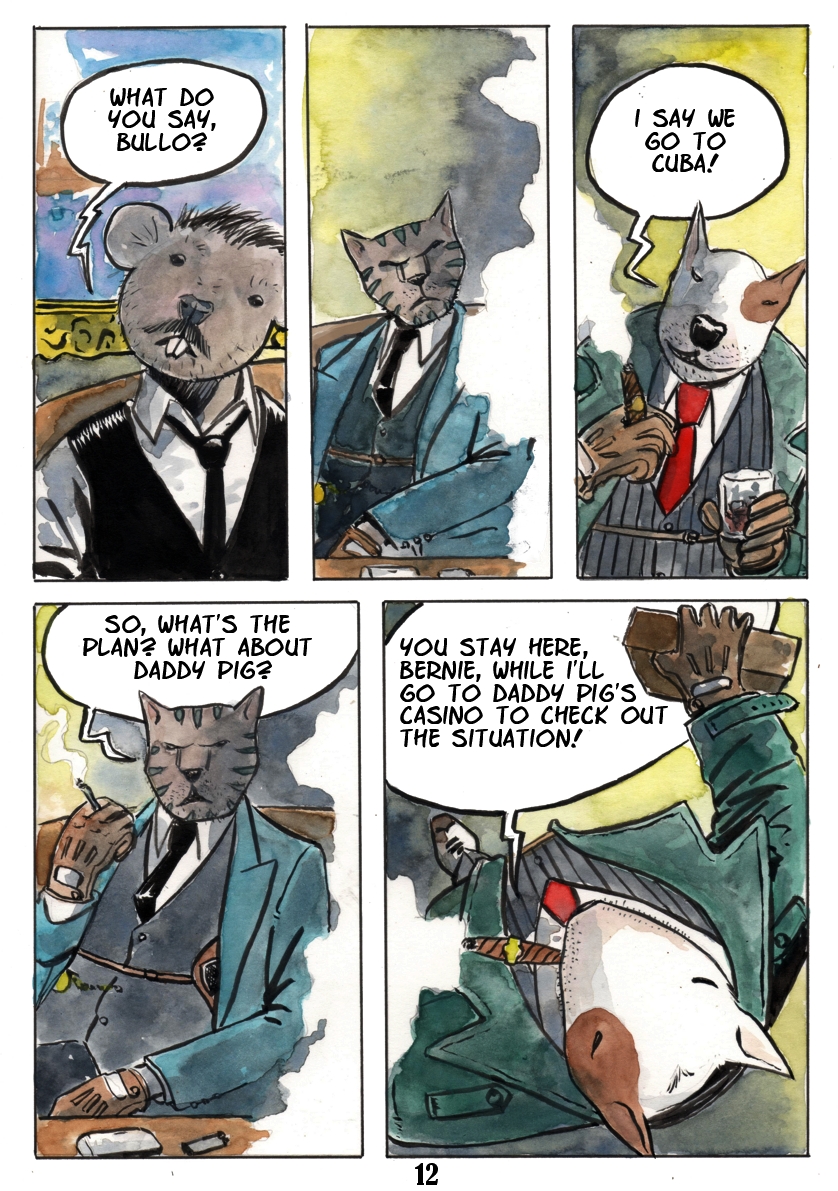 WHAT DO
YOU SAY,
BULLO?
I SAY WE
GO TO
CUBA!
SO, WHAT'S THE
PLAN? WHAT ABOUT
DADDY PIG?
YOU STAY HERE,
BERNIE, WHILE I'LL
GO TO DADDY PIG'S
CASINO TO CHECK OUT
THE SITUATION!
12